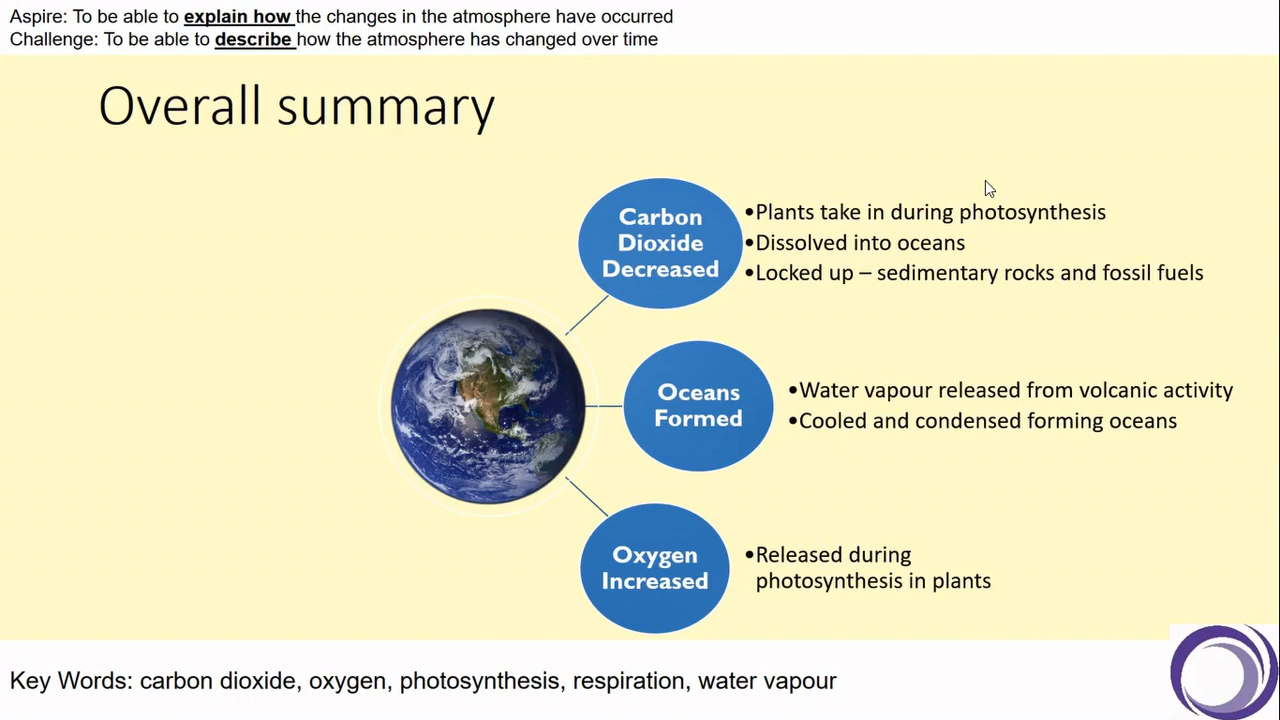 Aspire: To be able to explain how the changes in the atmosphere have occurred
Challenge: To be able to describe how the atmosphere has changed over time
Overall summary
Carbon
Dioxide
Decreased
•Plants take in during photosynthesis
•Dissolved into oceans
•Locked up – sedimentary rocks and fossil fuels
Oceans
Formed
•Water vapour released from volcanic activity
•Cooled and condensed forming oceans
Oxygen
Increased
•Released during
photosynthesis in plants
Key Words: carbon dioxide, oxygen, photosynthesis, respiration, water vapour